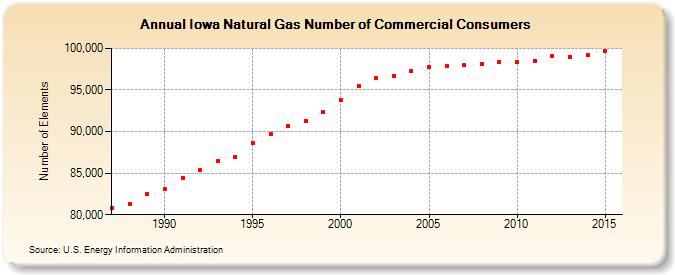 Annual Iowa Natural Gas Number of Commercial Consumers
Number of Elements
100,000
95,000
90,000
85,000
80,000
1990 1995 2000 2005 2010 2015
Source: U.S. Energy Information Administration